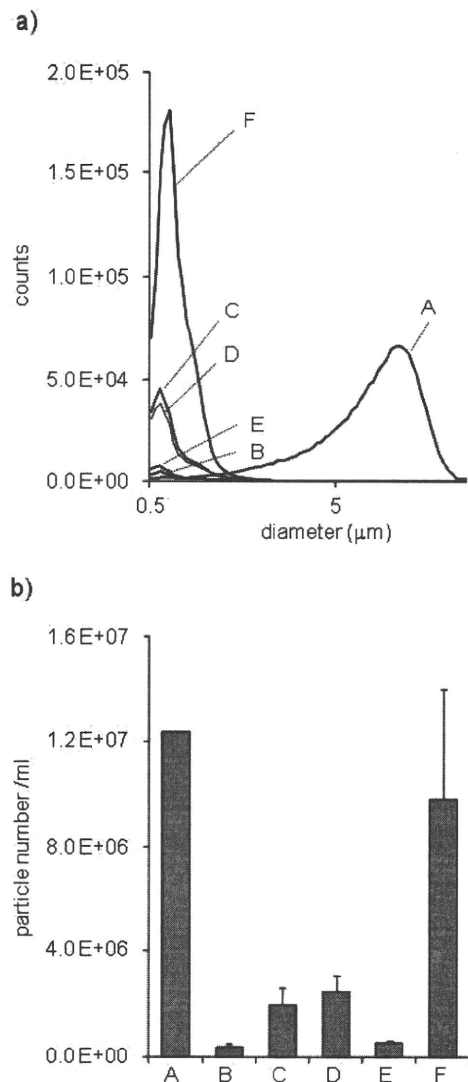 a)
2.0E+05
F
1.5E+05
counts
1.0E+05
C
A
D
5.0E+04
E
B
0.0E+00
0.5 5
diameter (μm)
b)
1.6E+07
1.2E+07
particle number /ml
8.0E+06
4.0E+06
0.0E+00
A B C D E F